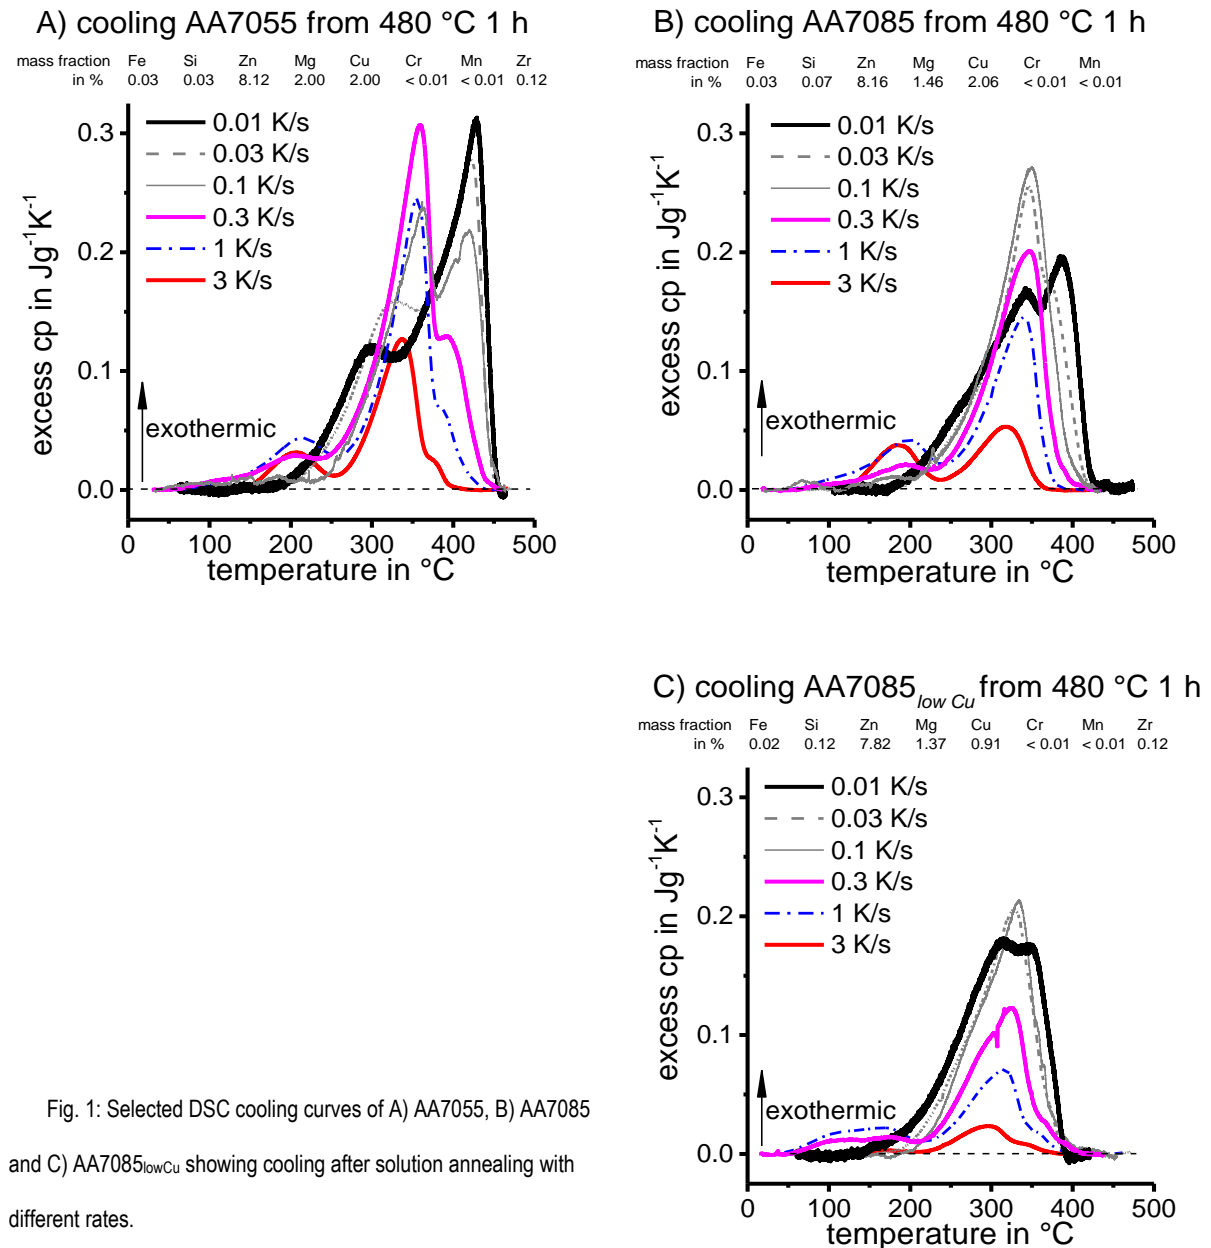 A) cooling AA7055 from 480 °C 1 h
mass fraction Fe Si Zn Mg Cu Cr Mn Zr
in % 0.03 0.03 8.12 2.00 2.00 < 0.01 < 0.01 0.12
excess cp in Jg-1K-1
0.3
0.2
0.1
0.0
0.01 K/s
0.03 K/s
0.1 K/s
0.3 K/s
1 K/s
3 K/s
exothermic
0 100 200 300 400 500
temperature in °C
B) cooling AA7085 from 480 °C 1 h
mass fraction Fe Si Zn Mg Cu Cr Mn
in % 0.03 0.07 8.16 1.46 2.06 < 0.01 < 0.01
excess cp in Jg-1K-1
0.3
0.2
0.1
0.0
0.01 K/s
0.03 K/s
0.1 K/s
0.3 K/s
1 K/s
3 K/s
exothermic
0 100 200 300 400 500
temperature in °C
C) cooling AA7085low Cu from 480 °C 1 h
mass fraction Fe Si Zn Mg Cu Cr Mn Zr
in % 0.02 0.12 7.82 1.37 0.91 < 0.01 < 0.01 0.12
excess cp in Jg-1K-1
0.3
0.2
0.1
0.0
0.01 K/s
0.03 K/s
0.1 K/s
0.3 K/s
1 K/s
3 K/s
exothermic
0 100 200 300 400 500
temperature in °C
Fig. 1: Selected DSC cooling curves of A) AA7055, B) AA7085
and C) AA7085lowCu showing cooling after solution annealing with
different rates.